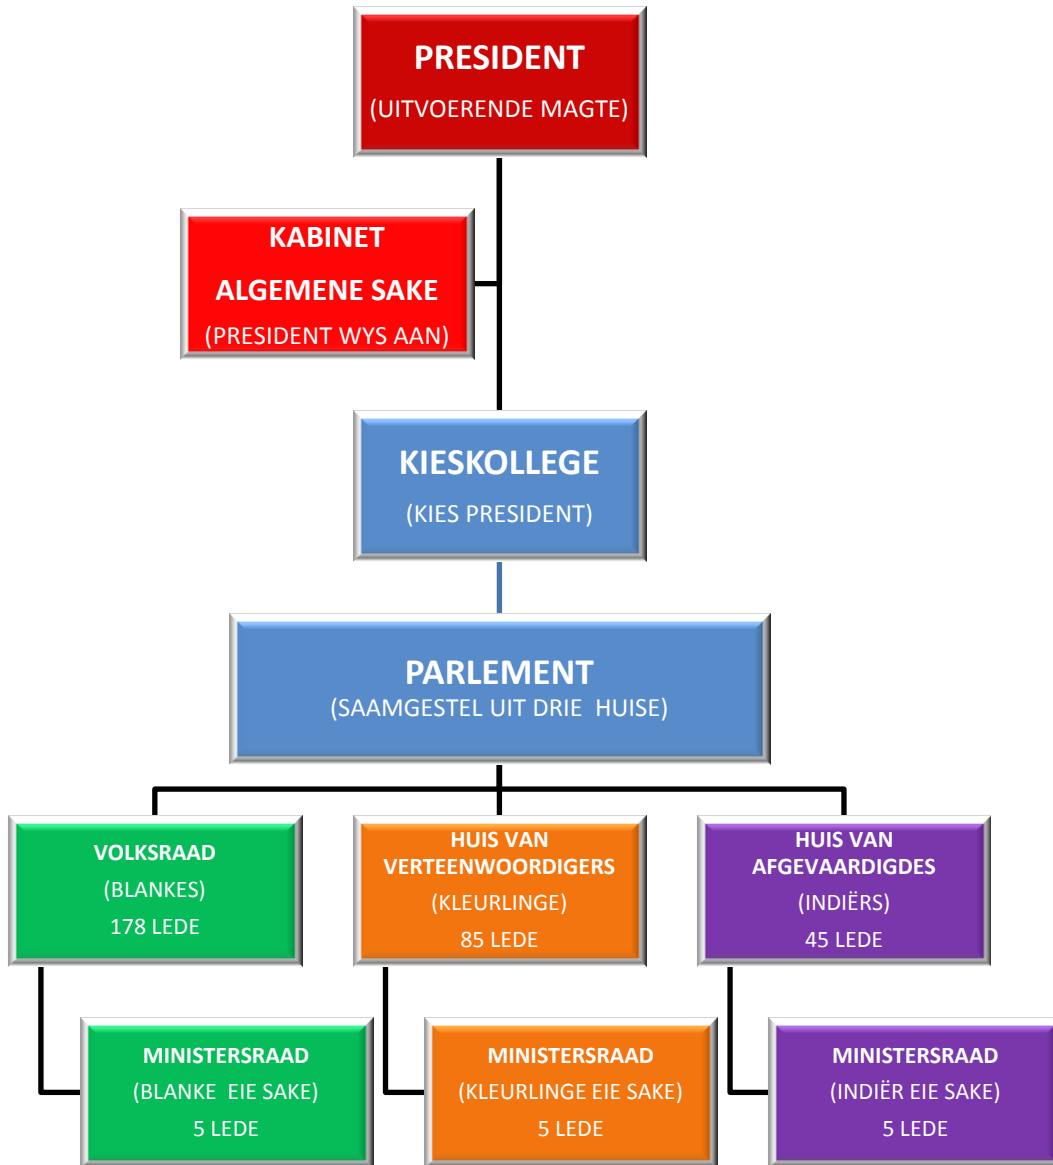 PRESIDENT
(UITVOERENDE MAGTE)
KABINET
ALGEMENE SAKE
(PRESIDENT WYS AAN)
KIESKOLLEGE
(KIES PRESIDENT)
PARLEMENT
(SAAMGESTEL UIT DRIE HUISE)
VOLKSRAAD
(BLANKES)
178 LEDE
HUIS VAN
VERTEENWOORDIGERS
(KLEURLINGE)
85 LEDE
HUIS VAN
AFGEVAARDIGDES
(INDIËRS)
45 LEDE
MINISTERSRAAD
(BLANKE EIE SAKE)
5 LEDE
MINISTERSRAAD
(KLEURLINGE EIE SAKE)
5 LEDE
MINISTERSRAAD
(INDIËR EIE SAKE)
5 LEDE